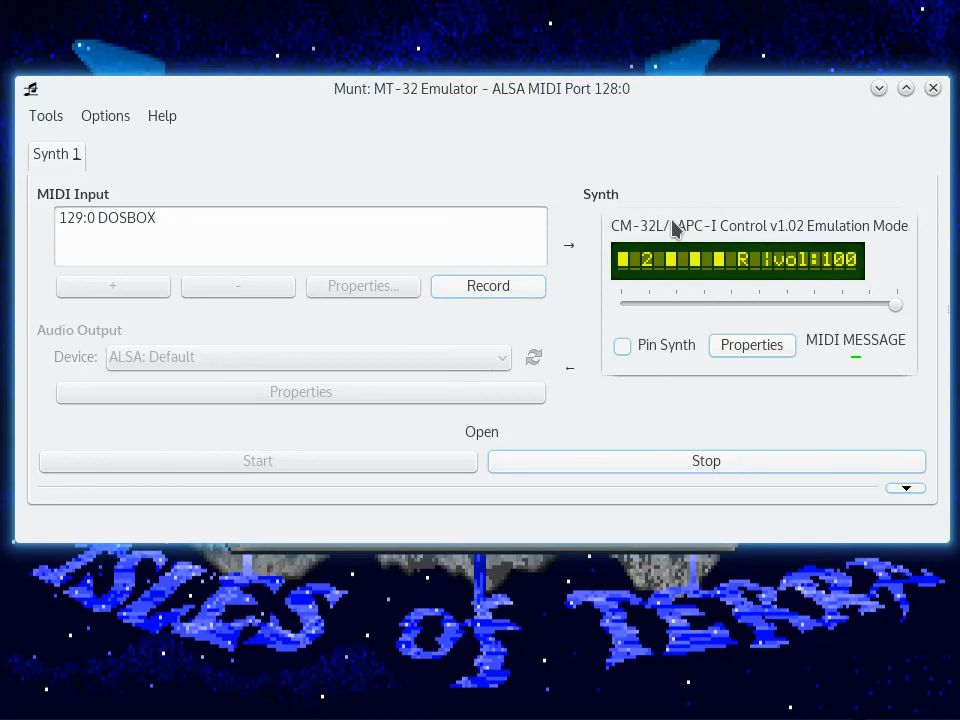 Munt: MT-32 Emulator - ALSA MIDI Port 128:0
Tools Options Help
Synth 1
MIDI Input
129:0 DOSBOX
+ - Properties... Record
Audio Output
Device: ALSA: Default
Properties
→
←
Synth
CM-32L/LAPC-I Control v1.02 Emulation Mode
2 R |vol:100
Pin Synth Properties MIDI MESSAGE
Open
Start Stop
OF